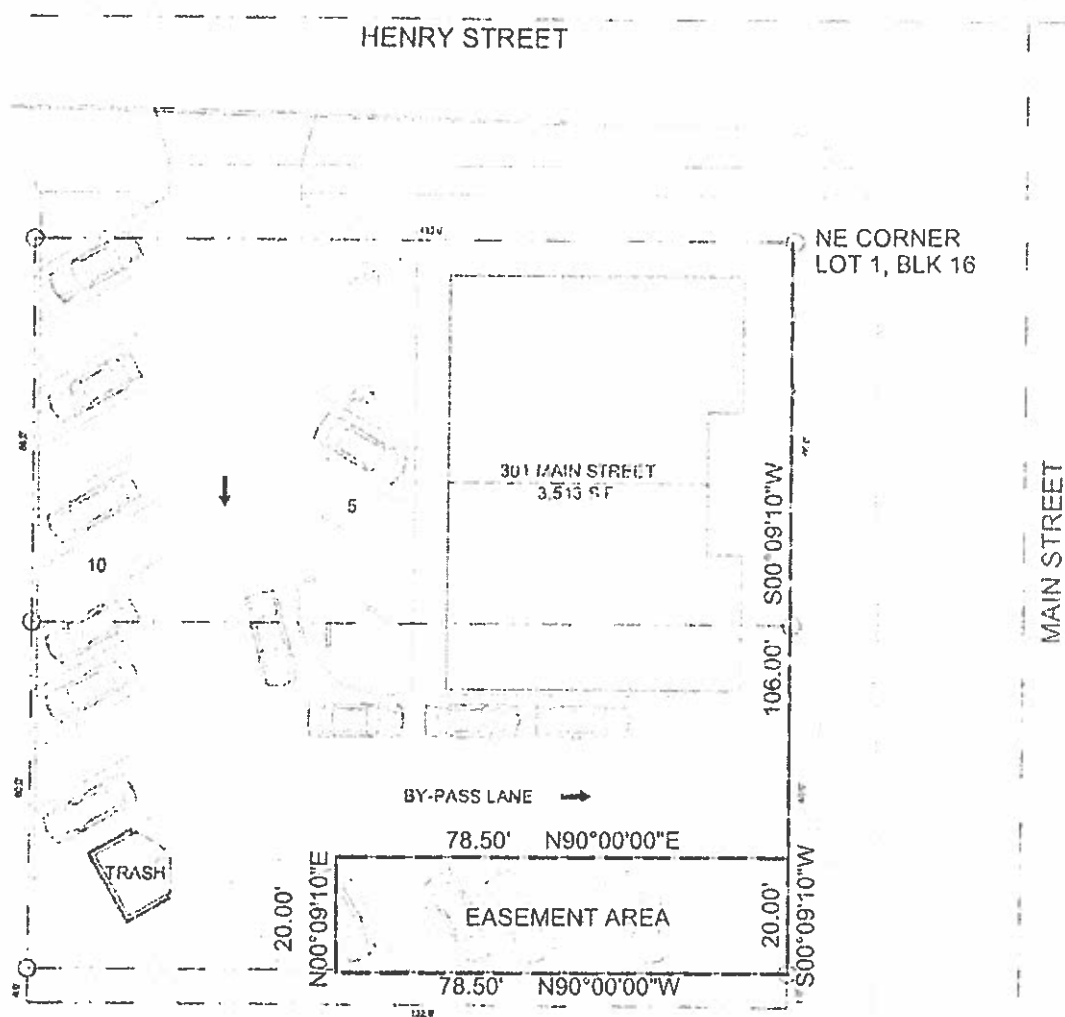 HENRY STREET
NE CORNER
LOT 1, BLK 16
301 MAIN STREET
3,513 S F
5
10
S00°09'10"W
106.00'
MAIN STREET
BY-PASS LANE
78.50' N90°00'00"E
TRASH
N00°09'10"E
20.00'
EASEMENT AREA
20.00'
S00°09'10"W
78.50' N90°00'00"W